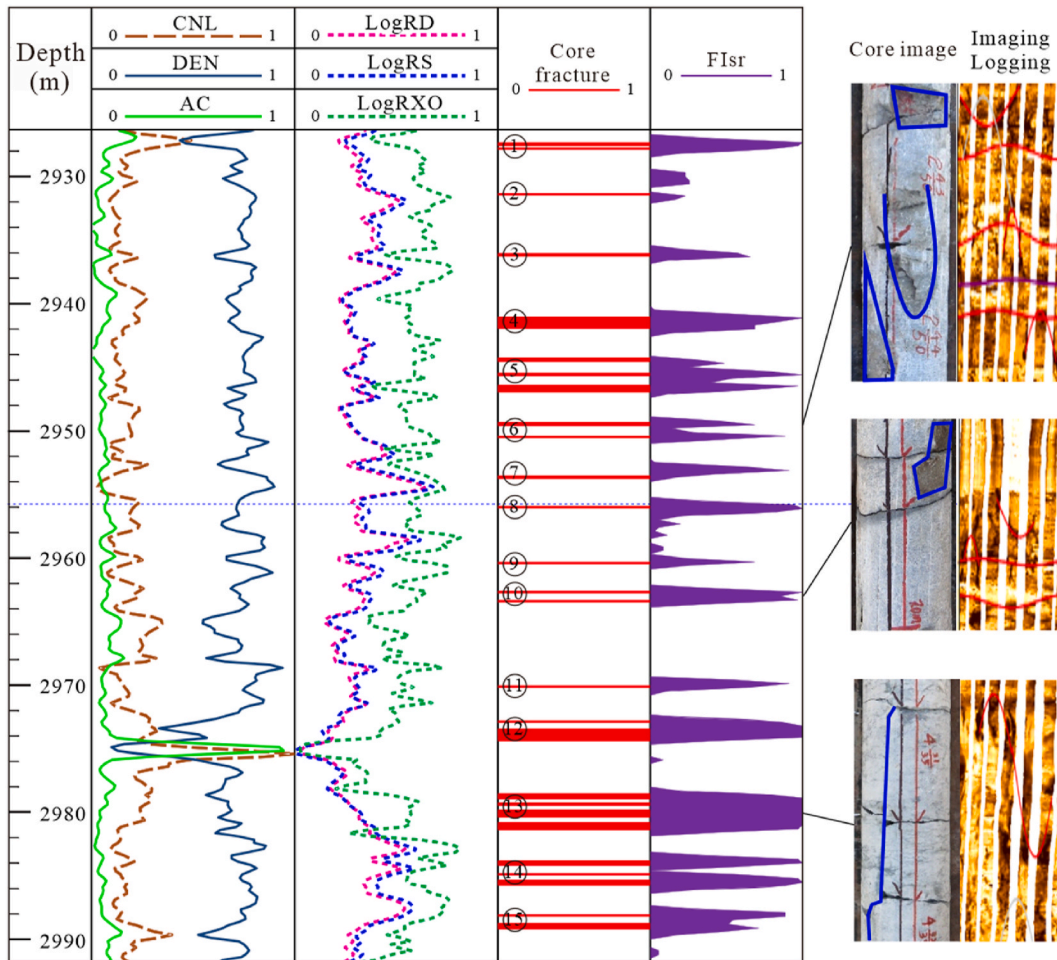 Depth
(m)
CNL
0 1
DEN
0 1
AC
0 1
LogRD
0 1
LogRS
0 1
LogRXO
0 1
Core
fracture
0 1
FIsr
0 1
Core image
Imaging
Logging
2930
2940
2950
2960
2970
2980
2990
①
②
③
④
⑤
⑥
⑦
⑧
⑨
⑩
⑪
⑫
⑬
⑭
⑮